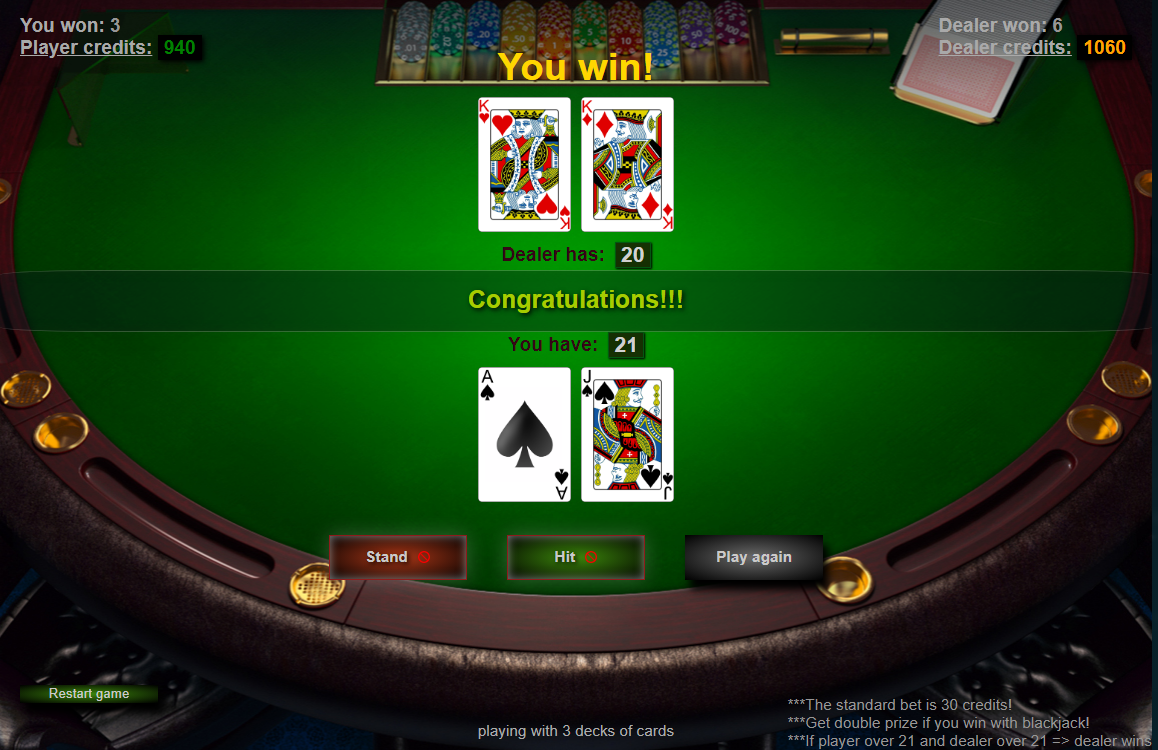 You won: 3
Player credits: 940
Dealer won: 6
Dealer credits: 1060
You win!
K
K
K
K
Dealer has: 20
Congratulations!!!
You have: 21
A
J
A
J
Stand
Hit
Play again
Restart game
playing with 3 decks of cards
***The standard bet is 30 credits!
***Get double prize if you win with blackjack!
***If player over 21 and dealer over 21 => dealer wins